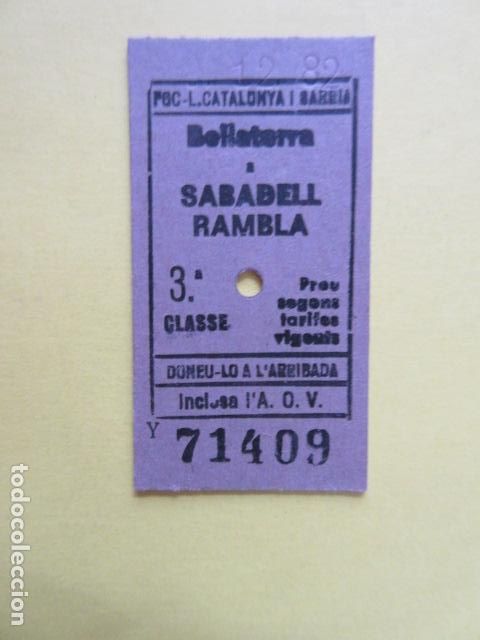 12 82
FGC-L.CATALUNYA I SARRIA
Bellaterra
a
SABADELL
RAMBLA
3.ª
CLASSE
Preu
segons
tarifes
vigents
DONEU-LO A L'ARRIBADA
Inclosa l'A. O. V.
Y 71409
todocoleccion